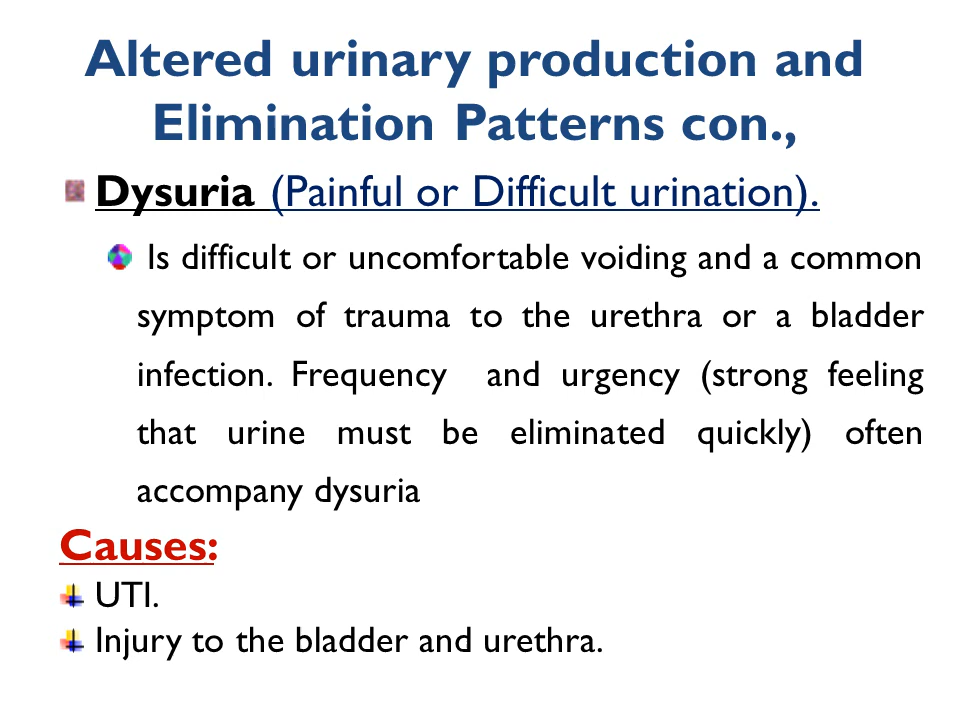 Altered urinary production and
Elimination Patterns con.,
Dysuria (Painful or Difficult urination).
Is difficult or uncomfortable voiding and a common
symptom of trauma to the urethra or a bladder
infection. Frequency and urgency (strong feeling
that urine must be eliminated quickly) often
accompany dysuria
Causes:
UTI.
Injury to the bladder and urethra.